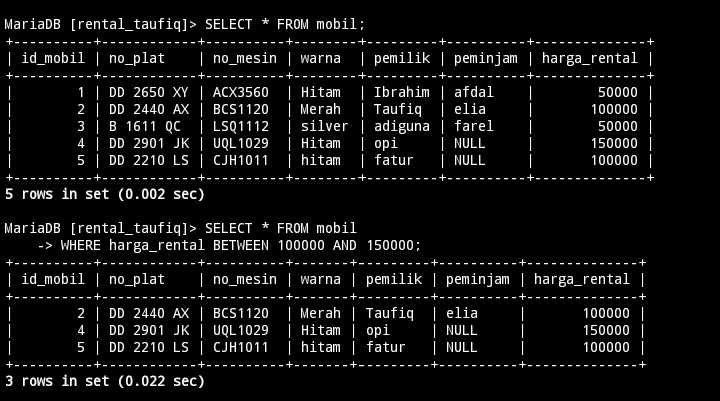 MariaDB [rental_taufiq]> SELECT * FROM mobil;
+----------+------------+----------+--------+---------+----------+--------------+
| id_mobil | no_plat    | no_mesin | warna  | pemilik | peminjam | harga_rental |
+----------+------------+----------+--------+---------+----------+--------------+
|        1 | DD 2650 XY | ACX3560  | Hitam  | Ibrahim | afdal    |        50000 |
|        2 | DD 2440 AX | BCS1120  | Merah  | Taufiq  | elia     |       100000 |
|        3 | B 1611 QC  | LSQ1112  | silver | adiguna | farel    |        50000 |
|        4 | DD 2901 JK | UQL1029  | Hitam  | opi     | NULL     |       150000 |
|        5 | DD 2210 LS | CJH1011  | hitam  | fatur   | NULL     |       100000 |
+----------+------------+----------+--------+---------+----------+--------------+
5 rows in set (0.002 sec)
MariaDB [rental_taufiq]> SELECT * FROM mobil
    -> WHERE harga_rental BETWEEN 100000 AND 150000;
+----------+------------+----------+-------+---------+----------+--------------+
| id_mobil | no_plat    | no_mesin | warna | pemilik | peminjam | harga_rental |
+----------+------------+----------+-------+---------+----------+--------------+
|        2 | DD 2440 AX | BCS1120  | Merah | Taufiq  | elia     |       100000 |
|        4 | DD 2901 JK | UQL1029  | Hitam | opi     | NULL     |       150000 |
|        5 | DD 2210 LS | CJH1011  | hitam | fatur   | NULL     |       100000 |
+----------+------------+----------+-------+---------+----------+--------------+
3 rows in set (0.022 sec)